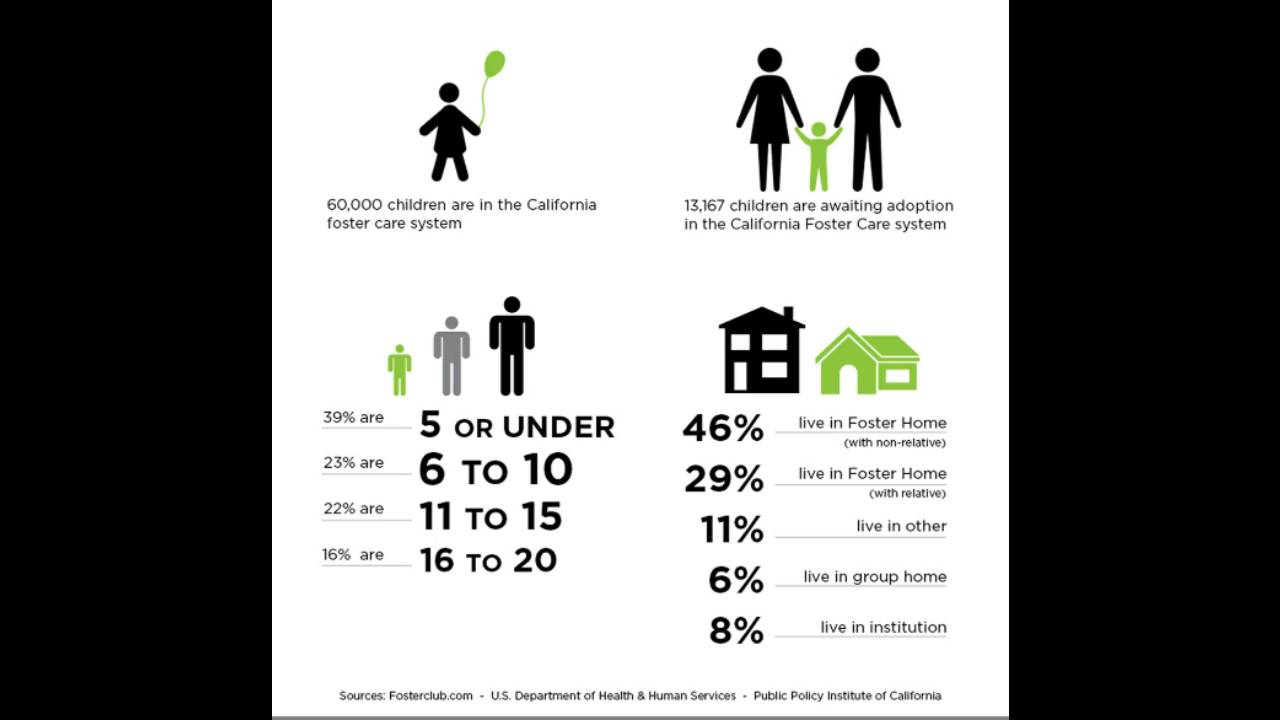 60,000 children are in the California
foster care system
13,167 children are awaiting adoption
in the California Foster Care system
39% are 5 OR UNDER
23% are 6 TO 10
22% are 11 TO 15
16% are 16 TO 20
46% live in Foster Home
(with non-relative)
29% live in Foster Home
(with relative)
11% live in other
6% live in group home
8% live in institution
Sources: Fosterclub.com - U.S. Department of Health & Human Services - Public Policy Institute of California